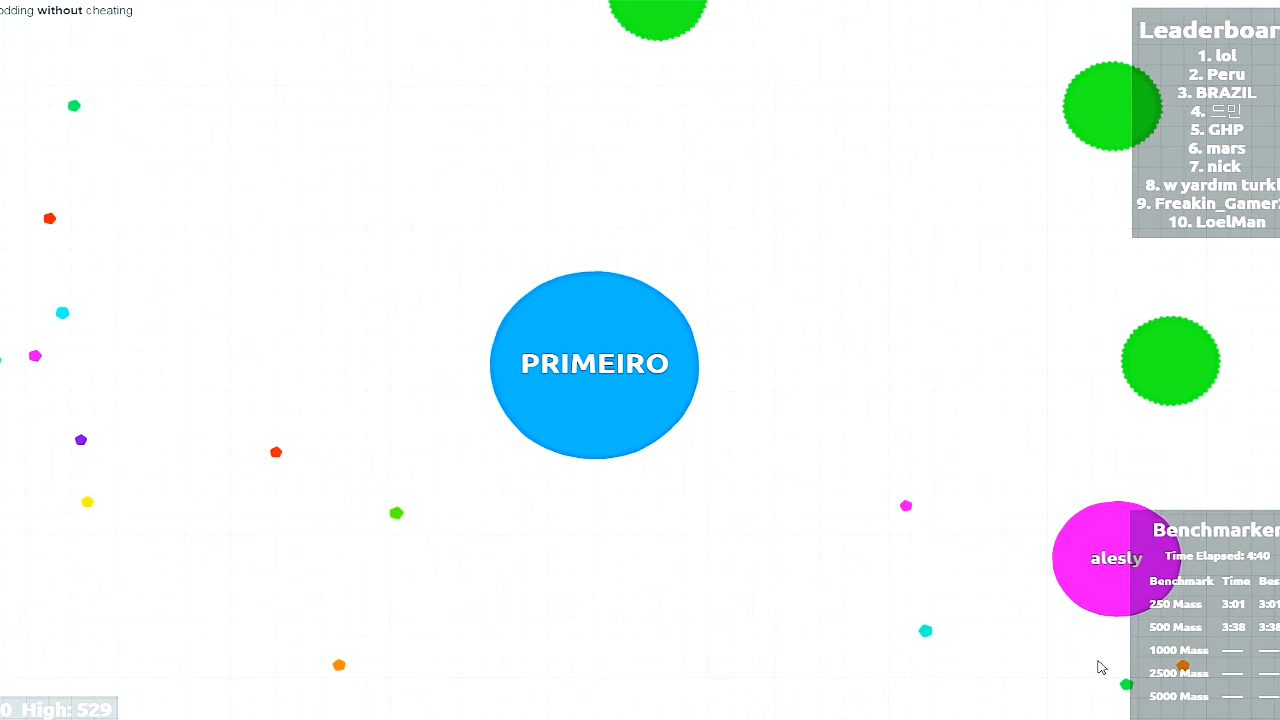 odding without cheating
Leaderboar
1. lol
2. Peru
3. BRAZIL
4. 드민
5. GHP
6. mars
7. nick
8. w yardım turkl
9. Freakin_Gamer
10. LoelMan
PRIMEIRO
alesly
Benchmarker
Time Elapsed: 4:40
Benchmark Time Bes
250 Mass 3:01 3:01
500 Mass 3:38 3:38
1000 Mass —— ——
2500 Mass —— ——
5000 Mass —— ——
0 High: 529